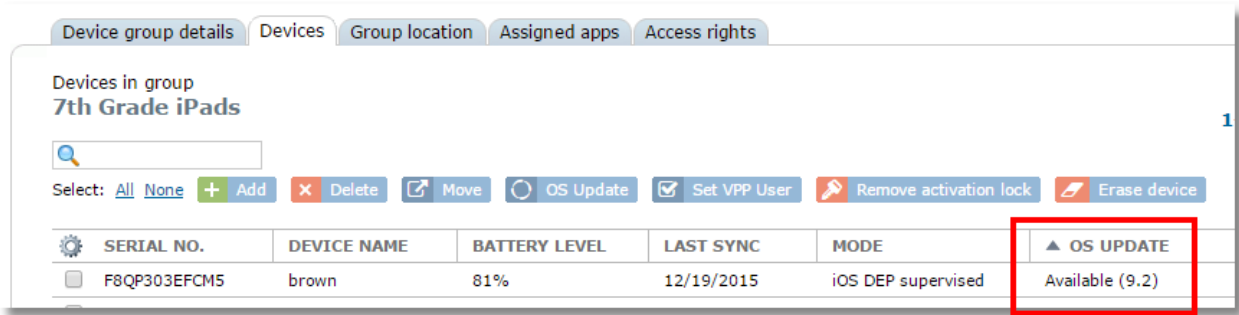 Device group details Devices Group location Assigned apps Access rights
Devices in group
7th Grade iPads
1
Select: All None Add Delete Move OS Update Set VPP User Remove activation lock Erase device
SERIAL NO. DEVICE NAME BATTERY LEVEL LAST SYNC MODE ▲ OS UPDATE
F8QP303EFCM5 brown 81% 12/19/2015 iOS DEP supervised Available (9.2)